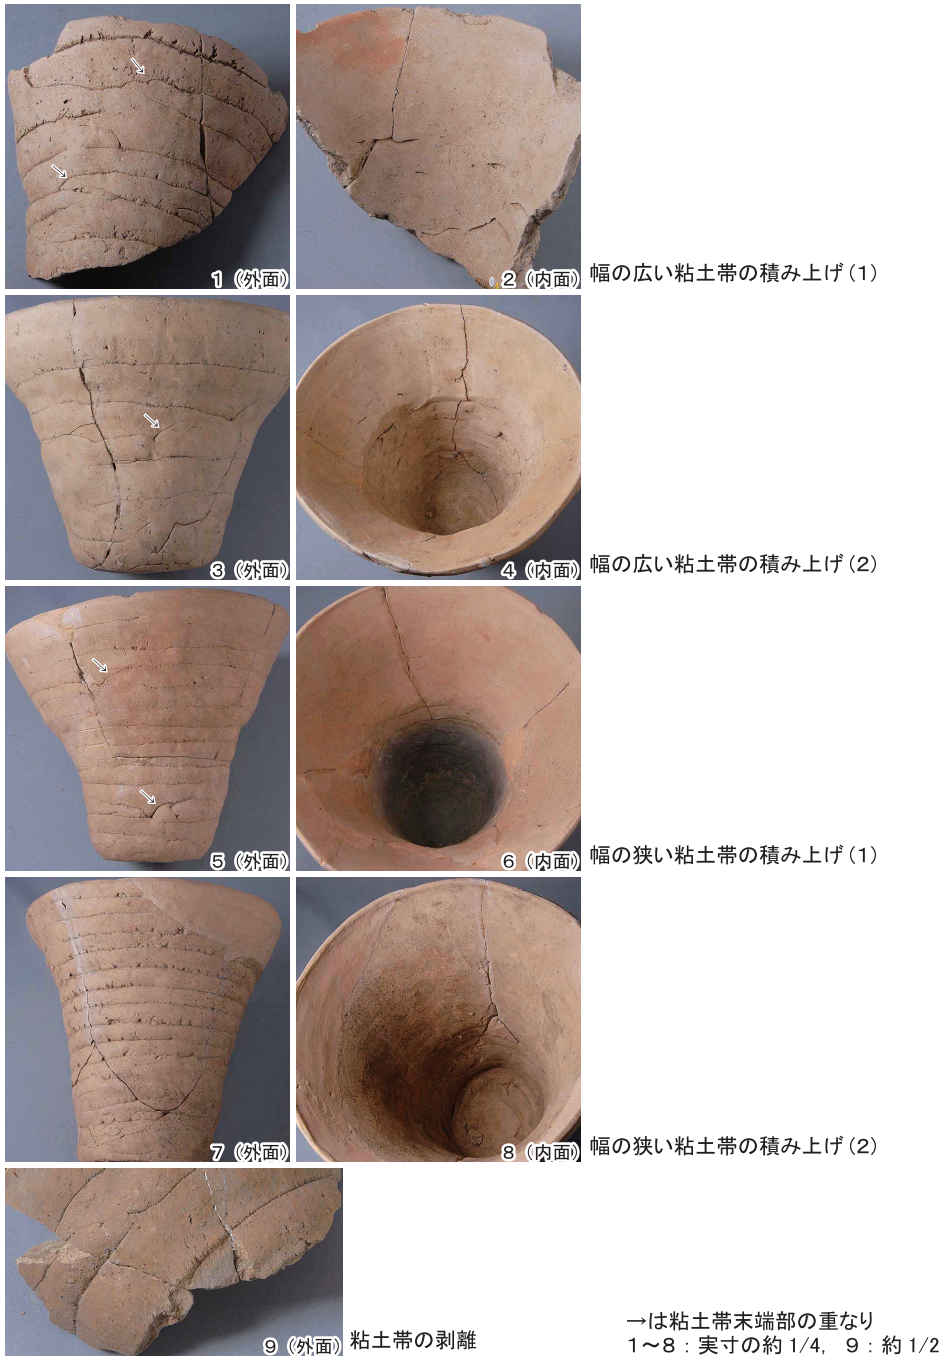 1（外面）
2（内面）
幅の広い粘土帯の積み上げ（1）
3（外面）
4（内面）
幅の広い粘土帯の積み上げ（2）
5（外面）
6（内面）
幅の狭い粘土帯の積み上げ（1）
7（外面）
8（内面）
幅の狭い粘土帯の積み上げ（2）
9（外面）
粘土帯の剥離
→は粘土帯末端部の重なり
1～8：実寸の約1/4, 9：約1/2